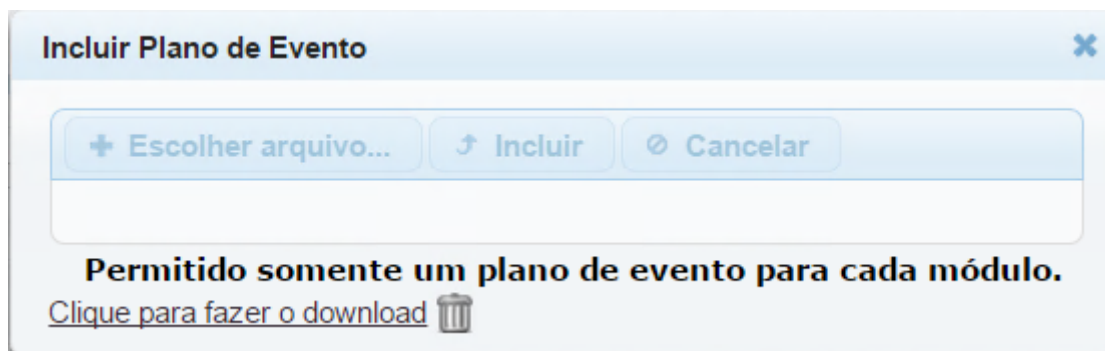 Incluir Plano de Evento
Escolher arquivo... Incluir Cancelar
Permitido somente um plano de evento para cada módulo.
Clique para fazer o download